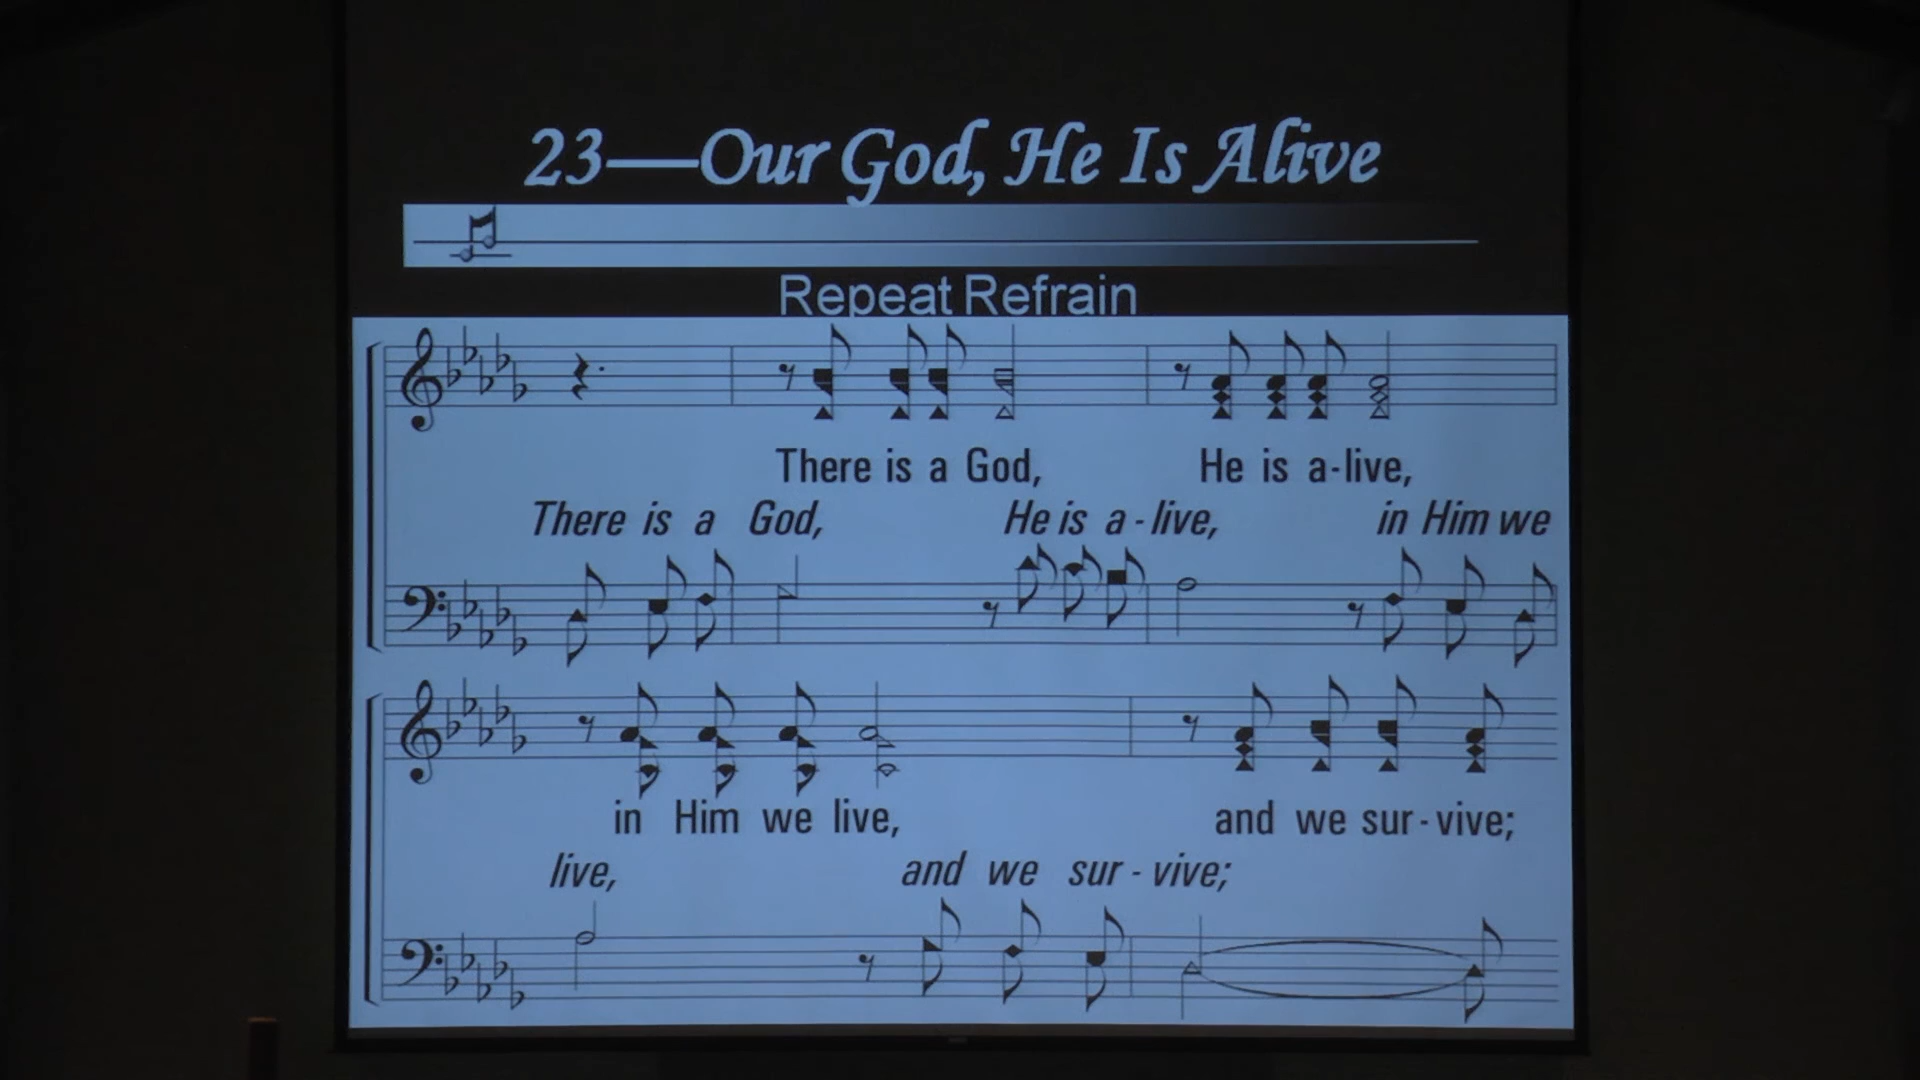 23—Our God, He Is Alive
Repeat Refrain
There is a God, He is a-live,
There is a God, He is a-live, in Him we
in Him we live, and we sur-vive;
live, and we sur-vive;